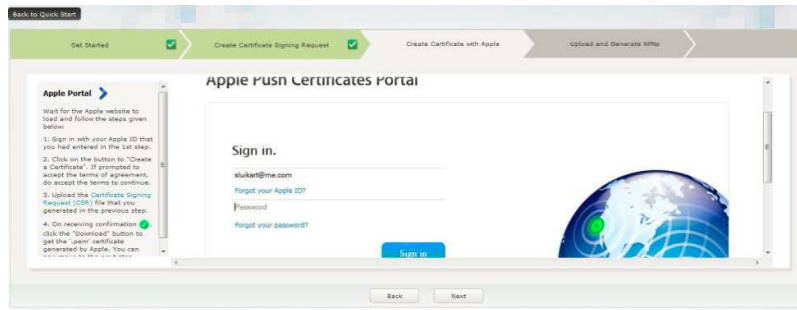 Back to Quick Start
Get Started
Create Certificate Signing Request
Create Certificate with Apple
Upload and Generate APNs
Apple Portal
Wait for the Apple website to
load and follow the steps given
below:
1. Sign in with your Apple ID that
you had entered in the 1st step.
2. Click on the button to "Create
a Certificate". If prompted to
accept the terms of agreement,
do accept the terms to continue.
3. Upload the Certificate Signing
Request (CSR) file that you
generated in the previous step.
4. On receiving confirmation ,
click the "Download" button to
get the '.pem' certificate
generated by Apple. You can
Apple Push Certificates Portal
Sign in.
sluikart@me.com
Forgot your Apple ID?
Password
Forgot your password?
Sign in
Back
Next